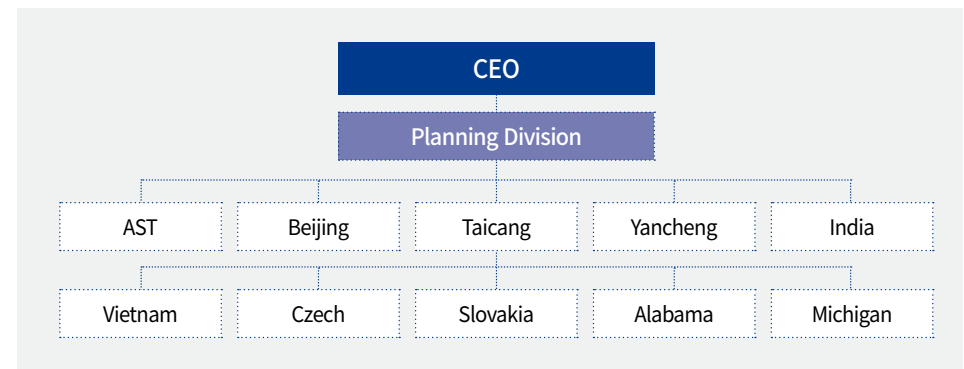 CEO
Planning Division
AST
Beijing
Taicang
Yancheng
India
Vietnam
Czech
Slovakia
Alabama
Michigan